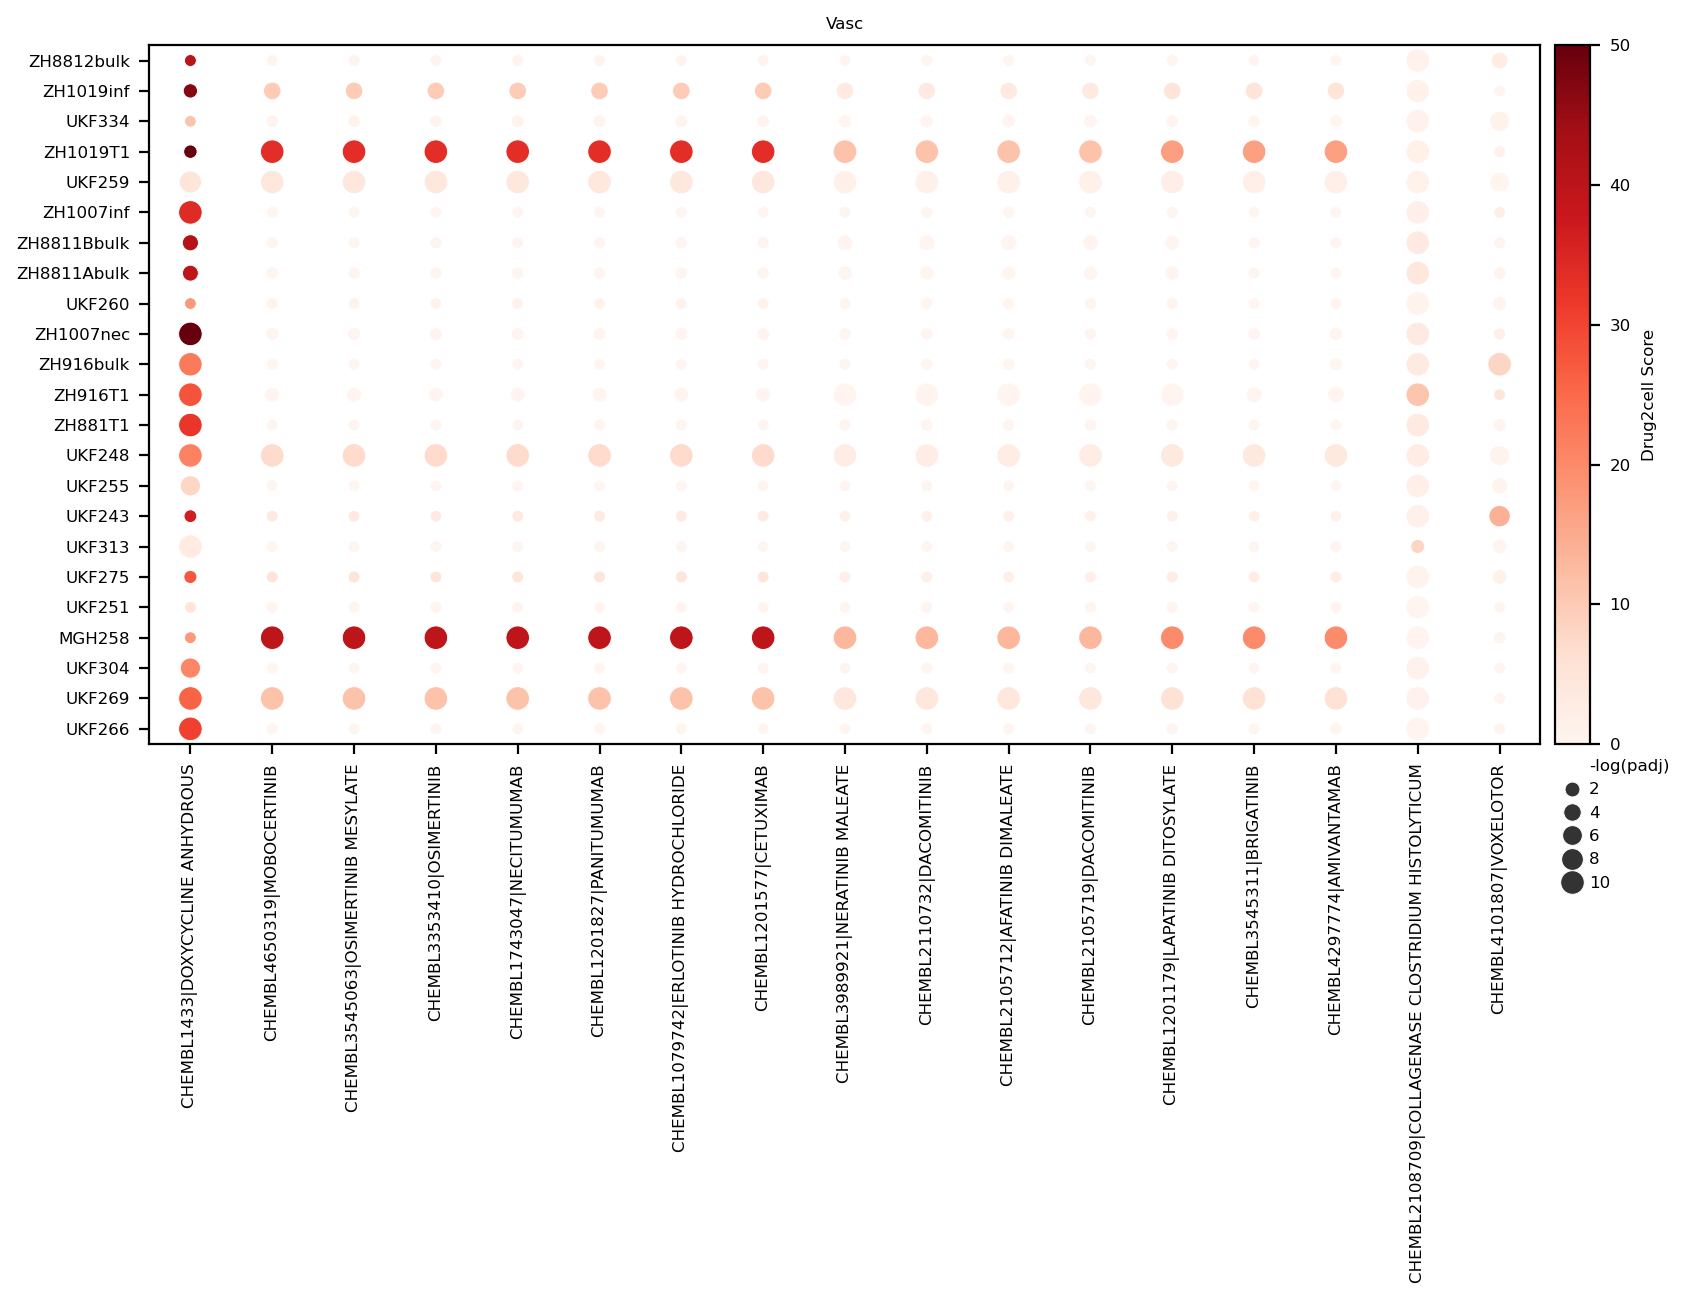 Vasc
ZH8812bulk
ZH1019inf
UKF334
ZH1019T1
UKF259
ZH1007inf
ZH8811Bbulk
ZH8811Abulk
UKF260
ZH1007nec
ZH916bulk
ZH916T1
ZH881T1
UKF248
UKF255
UKF243
UKF313
UKF275
UKF251
MGH258
UKF304
UKF269
UKF266
CHEMBL1433|DOXYCYCLINE ANHYDROUS
CHEMBL4650319|MOBOCERTINIB
CHEMBL3545063|OSIMERTINIB MESYLATE
CHEMBL3353410|OSIMERTINIB
CHEMBL1743047|NECITUMUMAB
CHEMBL1201827|PANITUMUMAB
CHEMBL1079742|ERLOTINIB HYDROCHLORIDE
CHEMBL1201577|CETUXIMAB
CHEMBL3989921|NERATINIB MALEATE
CHEMBL2110732|DACOMITINIB
CHEMBL2105712|AFATINIB DIMALEATE
CHEMBL2105719|DACOMITINIB
CHEMBL1201179|LAPATINIB DITOSYLATE
CHEMBL3545311|BRIGATINIB
CHEMBL4297774|AMIVANTAMAB
CHEMBL2108709|COLLAGENASE CLOSTRIDIUM HISTOLYTICUM
CHEMBL4101807|VOXELOTOR
50
40
30
20
10
0
Drug2cell Score
-log(padj)
2
4
6
8
10